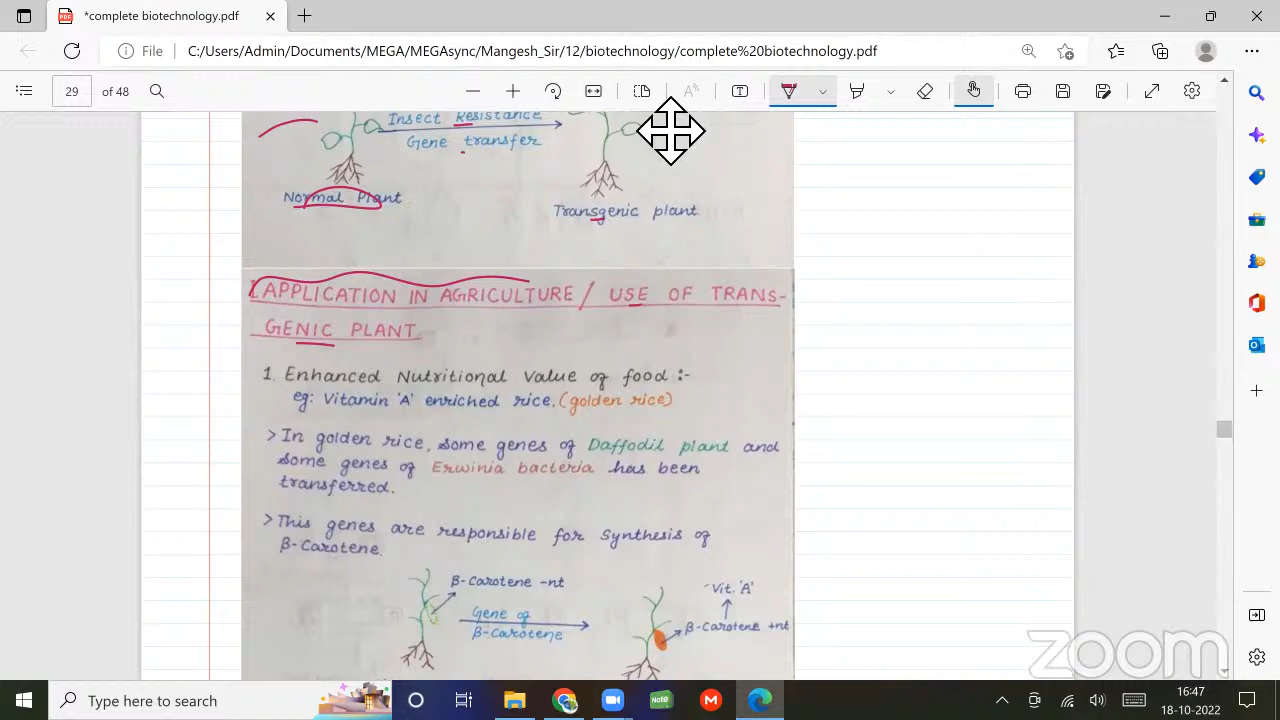 *complete biotechnology.pdf
File C:/Users/Admin/Documents/MEGA/MEGAsync/Mangesh_Sir/12/biotechnology/complete%20biotechnology.pdf
29 of 48
Insect Resistance
Gene transfer
Normal Plant
Transgenic plant
APPLICATION IN AGRICULTURE / USE OF TRANS-
GENIC PLANT
1. Enhanced Nutritional Value of food :-
eg: Vitamin 'A' enriched rice. (golden rice)
> In golden rice, some genes of Daffodil plant and
some genes of Erwinia bacteria has been
transferred.
> This genes are responsible for synthesis of
β-Carotene.
β-Carotene -nt
Gene of
β-Carotene
Vit. 'A'
β-Carotene +nt
zoom
Type here to search
Note
16:47
18-10-2022